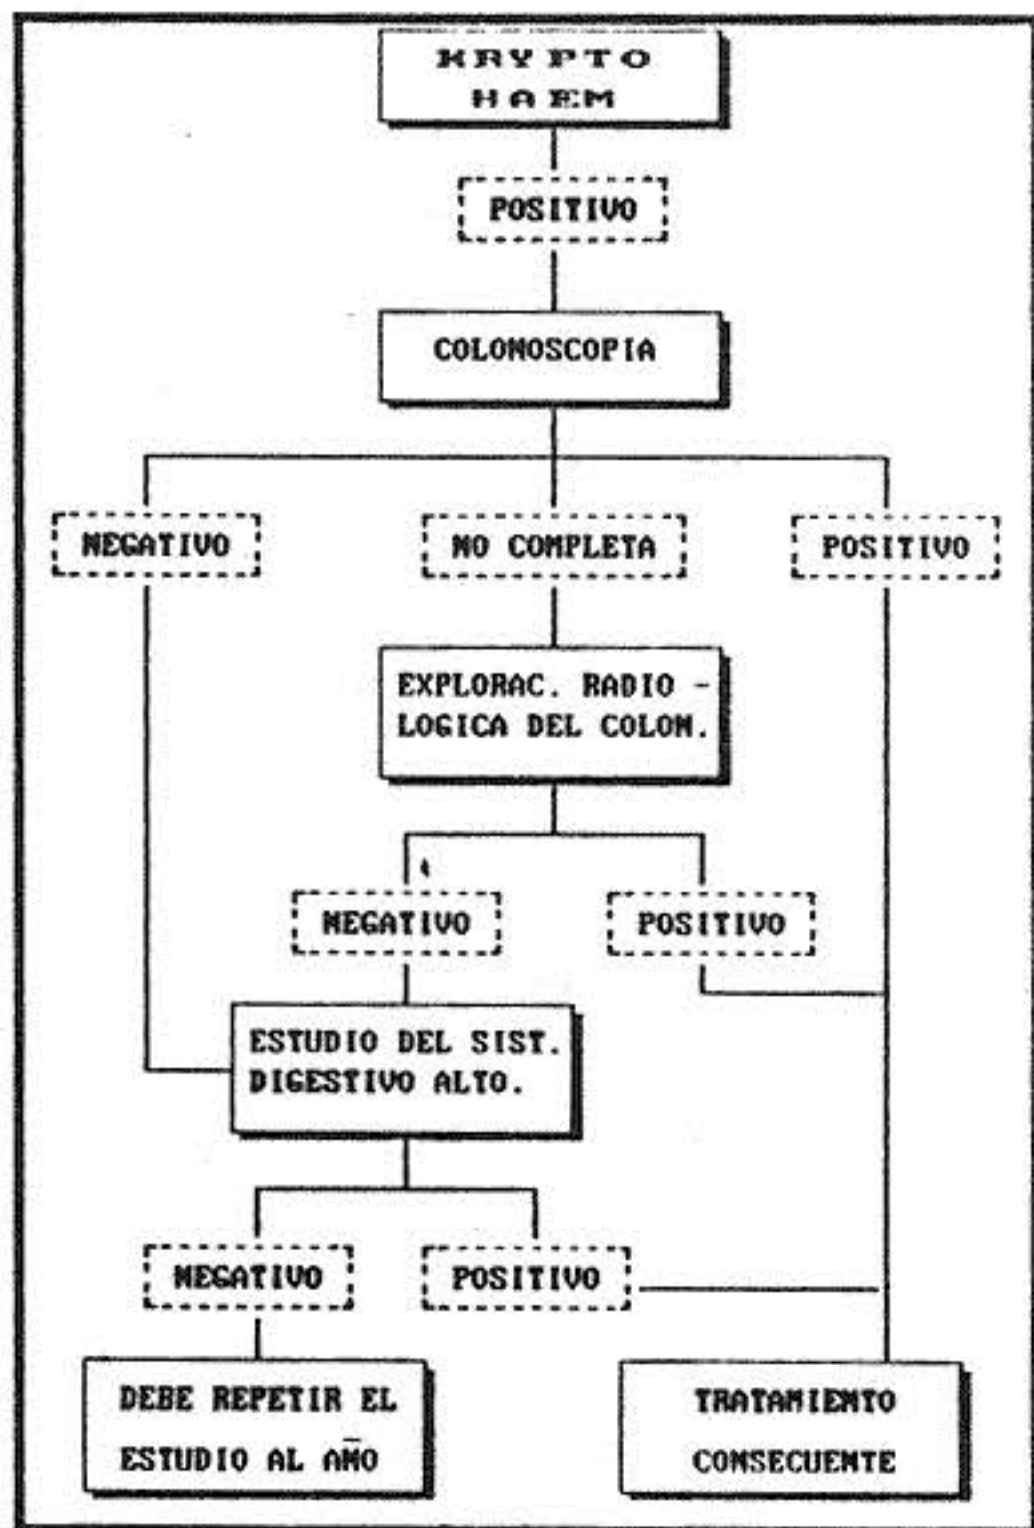 KRYPTO
HAEM
POSITIVO
COLONOSCOPIA
NEGATIVO
NO COMPLETA
POSITIVO
EXPLORAC. RADIO -
LOGICA DEL COLON.
NEGATIVO
POSITIVO
ESTUDIO DEL SIST.
DIGESTIVO ALTO.
NEGATIVO
POSITIVO
DEBE REPETIR EL
ESTUDIO AL AÑO
TRATAMIENTO
CONSECUENTE